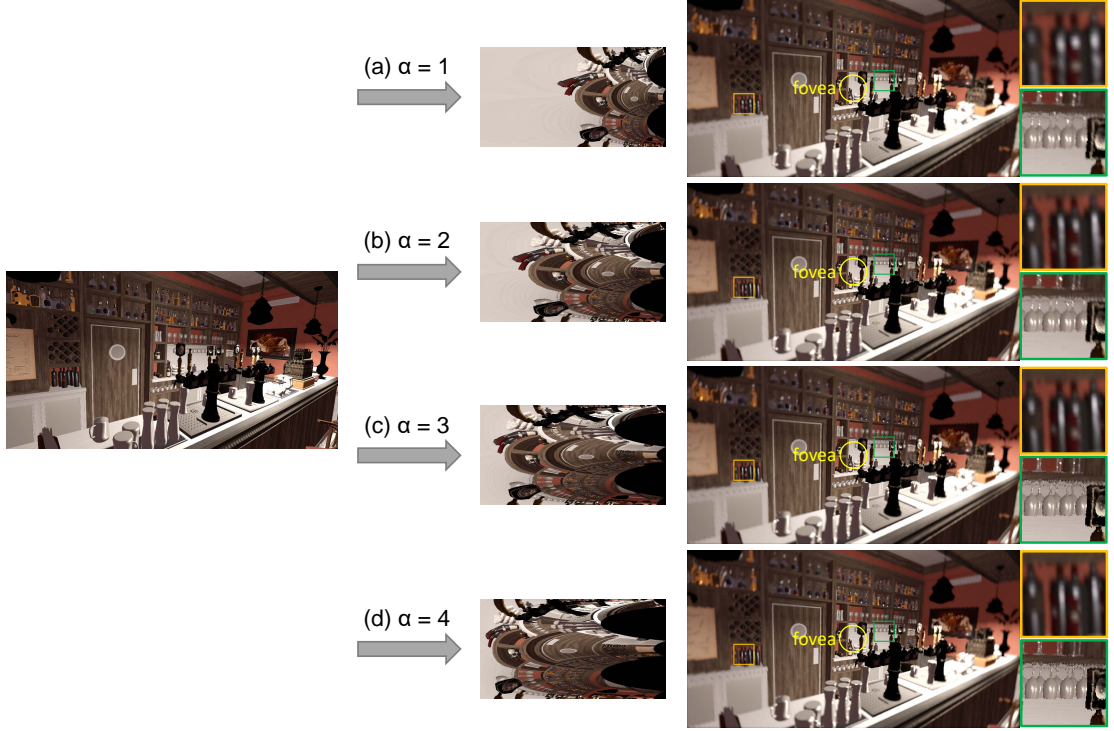 (a) α = 1
fovea
(b) α = 2
fovea
(c) α = 3
fovea
(d) α = 4
fovea